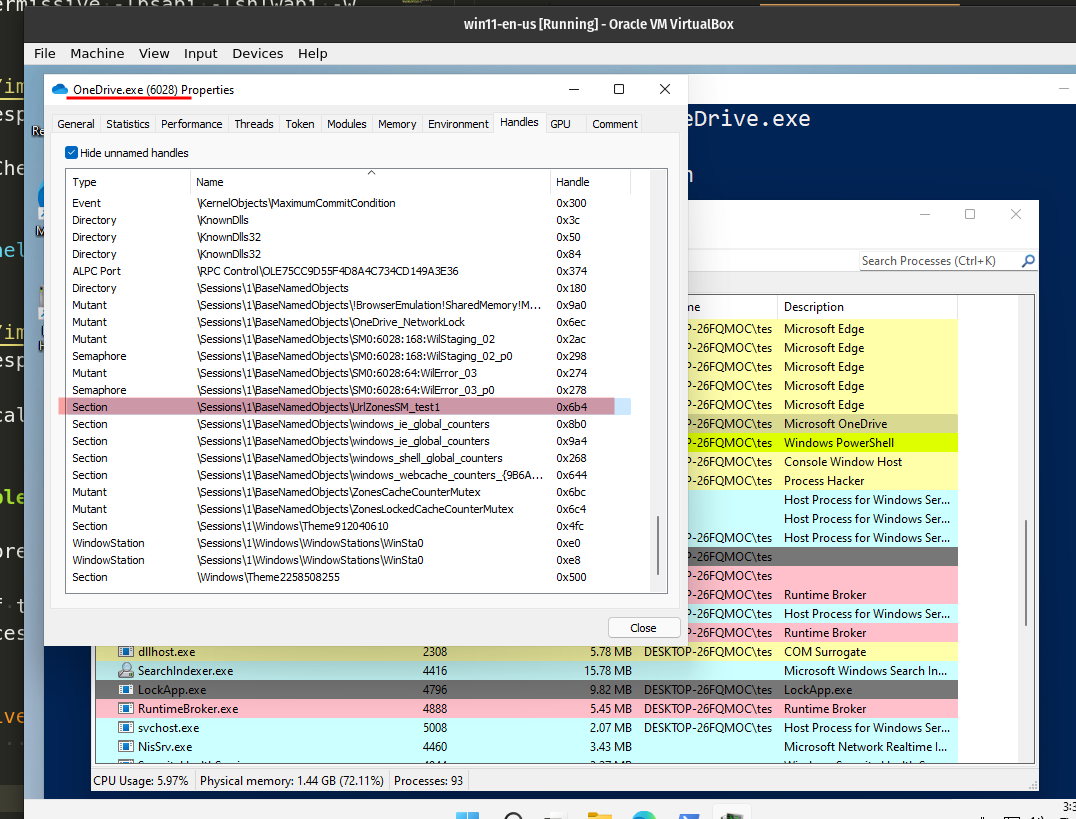 ermissive -lpsapi -lshlwapi -w
win11-en-us [Running] - Oracle VM VirtualBox
File Machine View Input Devices Help
OneDrive.exe (6028) Properties
eDrive.exe
General Statistics Performance Threads Token Modules Memory Environment Handles GPU Comment
Hide unnamed handles
Type Name Handle
Event \KernelObjects\MaximumCommitCondition 0x300
Directory \KnownDlls 0x3c
Directory \KnownDlls32 0x50
Directory \KnownDlls32 0x84
ALPC Port \RPC Control\OLE75CC9D55F4D8A4C734CD149A3E36 0x374
Directory \Sessions\1\BaseNamedObjects 0x180
Mutant \Sessions\1\BaseNamedObjects\!BrowserEmulation!SharedMemory!M... 0x9a0
Mutant \Sessions\1\BaseNamedObjects\OneDrive_NetworkLock 0x6ec
Mutant \Sessions\1\BaseNamedObjects\SM0:6028:168:WilStaging_02 0x2ac
Semaphore \Sessions\1\BaseNamedObjects\SM0:6028:168:WilStaging_02_p0 0x298
Mutant \Sessions\1\BaseNamedObjects\SM0:6028:64:WilError_03 0x274
Semaphore \Sessions\1\BaseNamedObjects\SM0:6028:64:WilError_03_p0 0x278
Section \Sessions\1\BaseNamedObjects\UrlZonesSM_test1 0x6b4
Section \Sessions\1\BaseNamedObjects\windows_ie_global_counters 0x8b0
Section \Sessions\1\BaseNamedObjects\windows_ie_global_counters 0x9a4
Section \Sessions\1\BaseNamedObjects\windows_shell_global_counters 0x268
Section \Sessions\1\BaseNamedObjects\windows_webcache_counters_{9B6A... 0x644
Mutant \Sessions\1\BaseNamedObjects\ZonesCacheCounterMutex 0x6bc
Mutant \Sessions\1\BaseNamedObjects\ZonesLockedCacheCounterMutex 0x6c4
Section \Sessions\1\Windows\Theme912040610 0x4fc
WindowStation \Sessions\1\Windows\WindowStations\WinSta0 0xe0
WindowStation \Sessions\1\Windows\WindowStations\WinSta0 0xe8
Section \Windows\Theme2258508255 0x500
Close
Search Processes (Ctrl+K)
me Description
P-26FQMOC\tes Microsoft Edge
P-26FQMOC\tes Microsoft Edge
P-26FQMOC\tes Microsoft Edge
P-26FQMOC\tes Microsoft Edge
P-26FQMOC\tes Microsoft Edge
P-26FQMOC\tes Microsoft OneDrive
P-26FQMOC\tes Windows PowerShell
P-26FQMOC\tes Console Window Host
P-26FQMOC\tes Process Hacker
Host Process for Windows Ser...
Host Process for Windows Ser...
P-26FQMOC\tes Host Process for Windows Ser...
P-26FQMOC\tes
P-26FQMOC\tes
P-26FQMOC\tes Runtime Broker
P-26FQMOC\tes Host Process for Windows Ser...
P-26FQMOC\tes Runtime Broker
dllhost.exe 2308 5.78 MB DESKTOP-26FQMOC\tes COM Surrogate
SearchIndexer.exe 4416 15.78 MB Microsoft Windows Search In...
LockApp.exe 4796 9.82 MB DESKTOP-26FQMOC\tes LockApp.exe
RuntimeBroker.exe 4888 5.45 MB DESKTOP-26FQMOC\tes Runtime Broker
svchost.exe 5008 2.07 MB DESKTOP-26FQMOC\tes Host Process for Windows Ser...
NisSrv.exe 4460 3.43 MB Microsoft Network Realtime I...
CPU Usage: 5.97% Physical memory: 1.44 GB (72.11%) Processes: 93